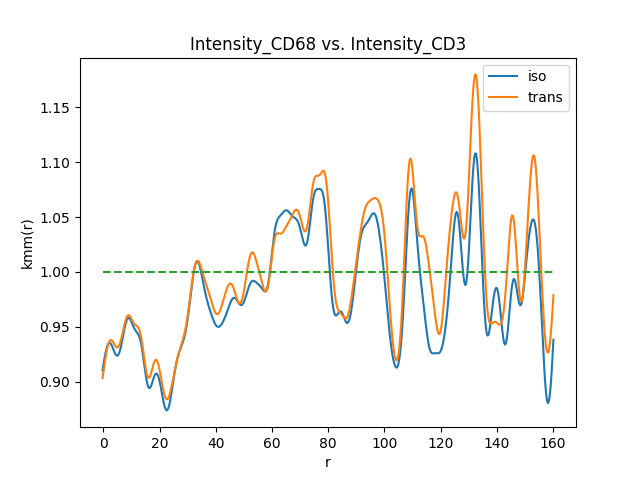 Intensity_CD68 vs. Intensity_CD3
iso
trans
1.15
1.10
1.05
1.00
0.95
0.90
kmm(r)
0 20 40 60 80 100 120 140 160
r